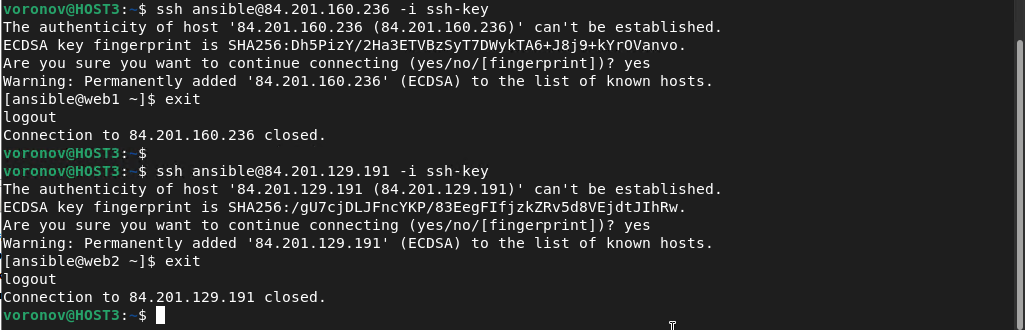 voronov@HOST3:~$ ssh ansible@84.201.160.236 -i ssh-key
The authenticity of host '84.201.160.236 (84.201.160.236)' can't be established.
ECDSA key fingerprint is SHA256:Dh5PizY/2Ha3ETVBzSyT7DWykTA6+J8j9+kYrOVanvo.
Are you sure you want to continue connecting (yes/no/[fingerprint])? yes
Warning: Permanently added '84.201.160.236' (ECDSA) to the list of known hosts.
[ansible@web1 ~]$ exit
logout
Connection to 84.201.160.236 closed.
voronov@HOST3:~$
voronov@HOST3:~$ ssh ansible@84.201.129.191 -i ssh-key
The authenticity of host '84.201.129.191 (84.201.129.191)' can't be established.
ECDSA key fingerprint is SHA256:/gU7cjDLJFncYKP/83EegFIfjzkZRv5d8VEjdtJIhRw.
Are you sure you want to continue connecting (yes/no/[fingerprint])? yes
Warning: Permanently added '84.201.129.191' (ECDSA) to the list of known hosts.
[ansible@web2 ~]$ exit
logout
Connection to 84.201.129.191 closed.
voronov@HOST3:~$